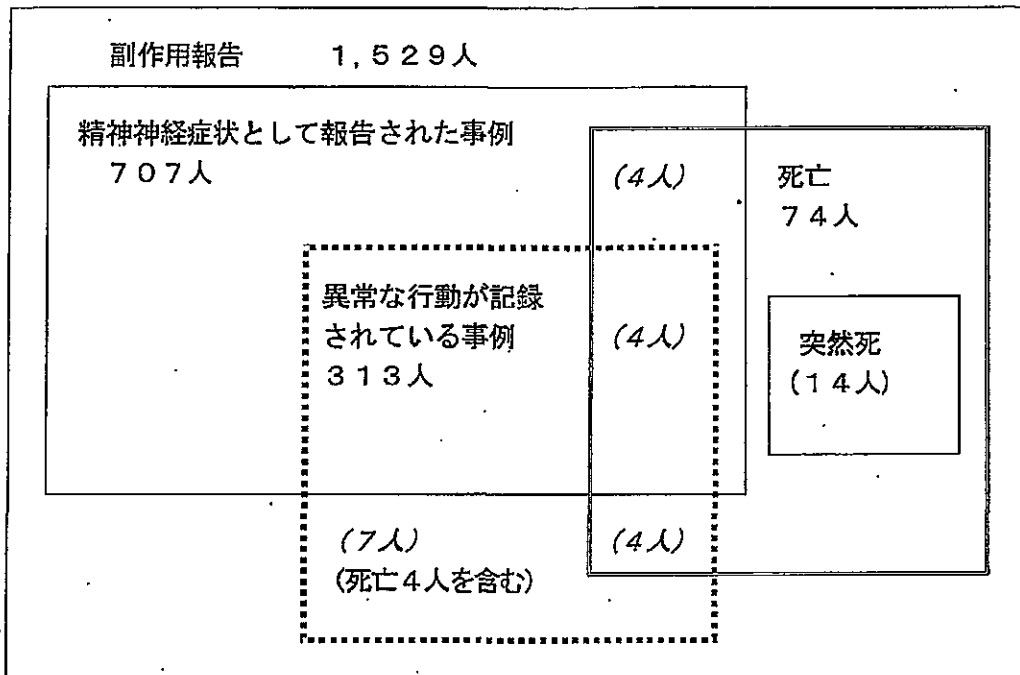 副作用報告 1,529人
精神神経症状として報告された事例
707人
(4人)
死亡
74人
異常な行動が記録
されている事例
313人
(4人)
突然死
(14人)
(7人)
(死亡4人を含む)
(4人)